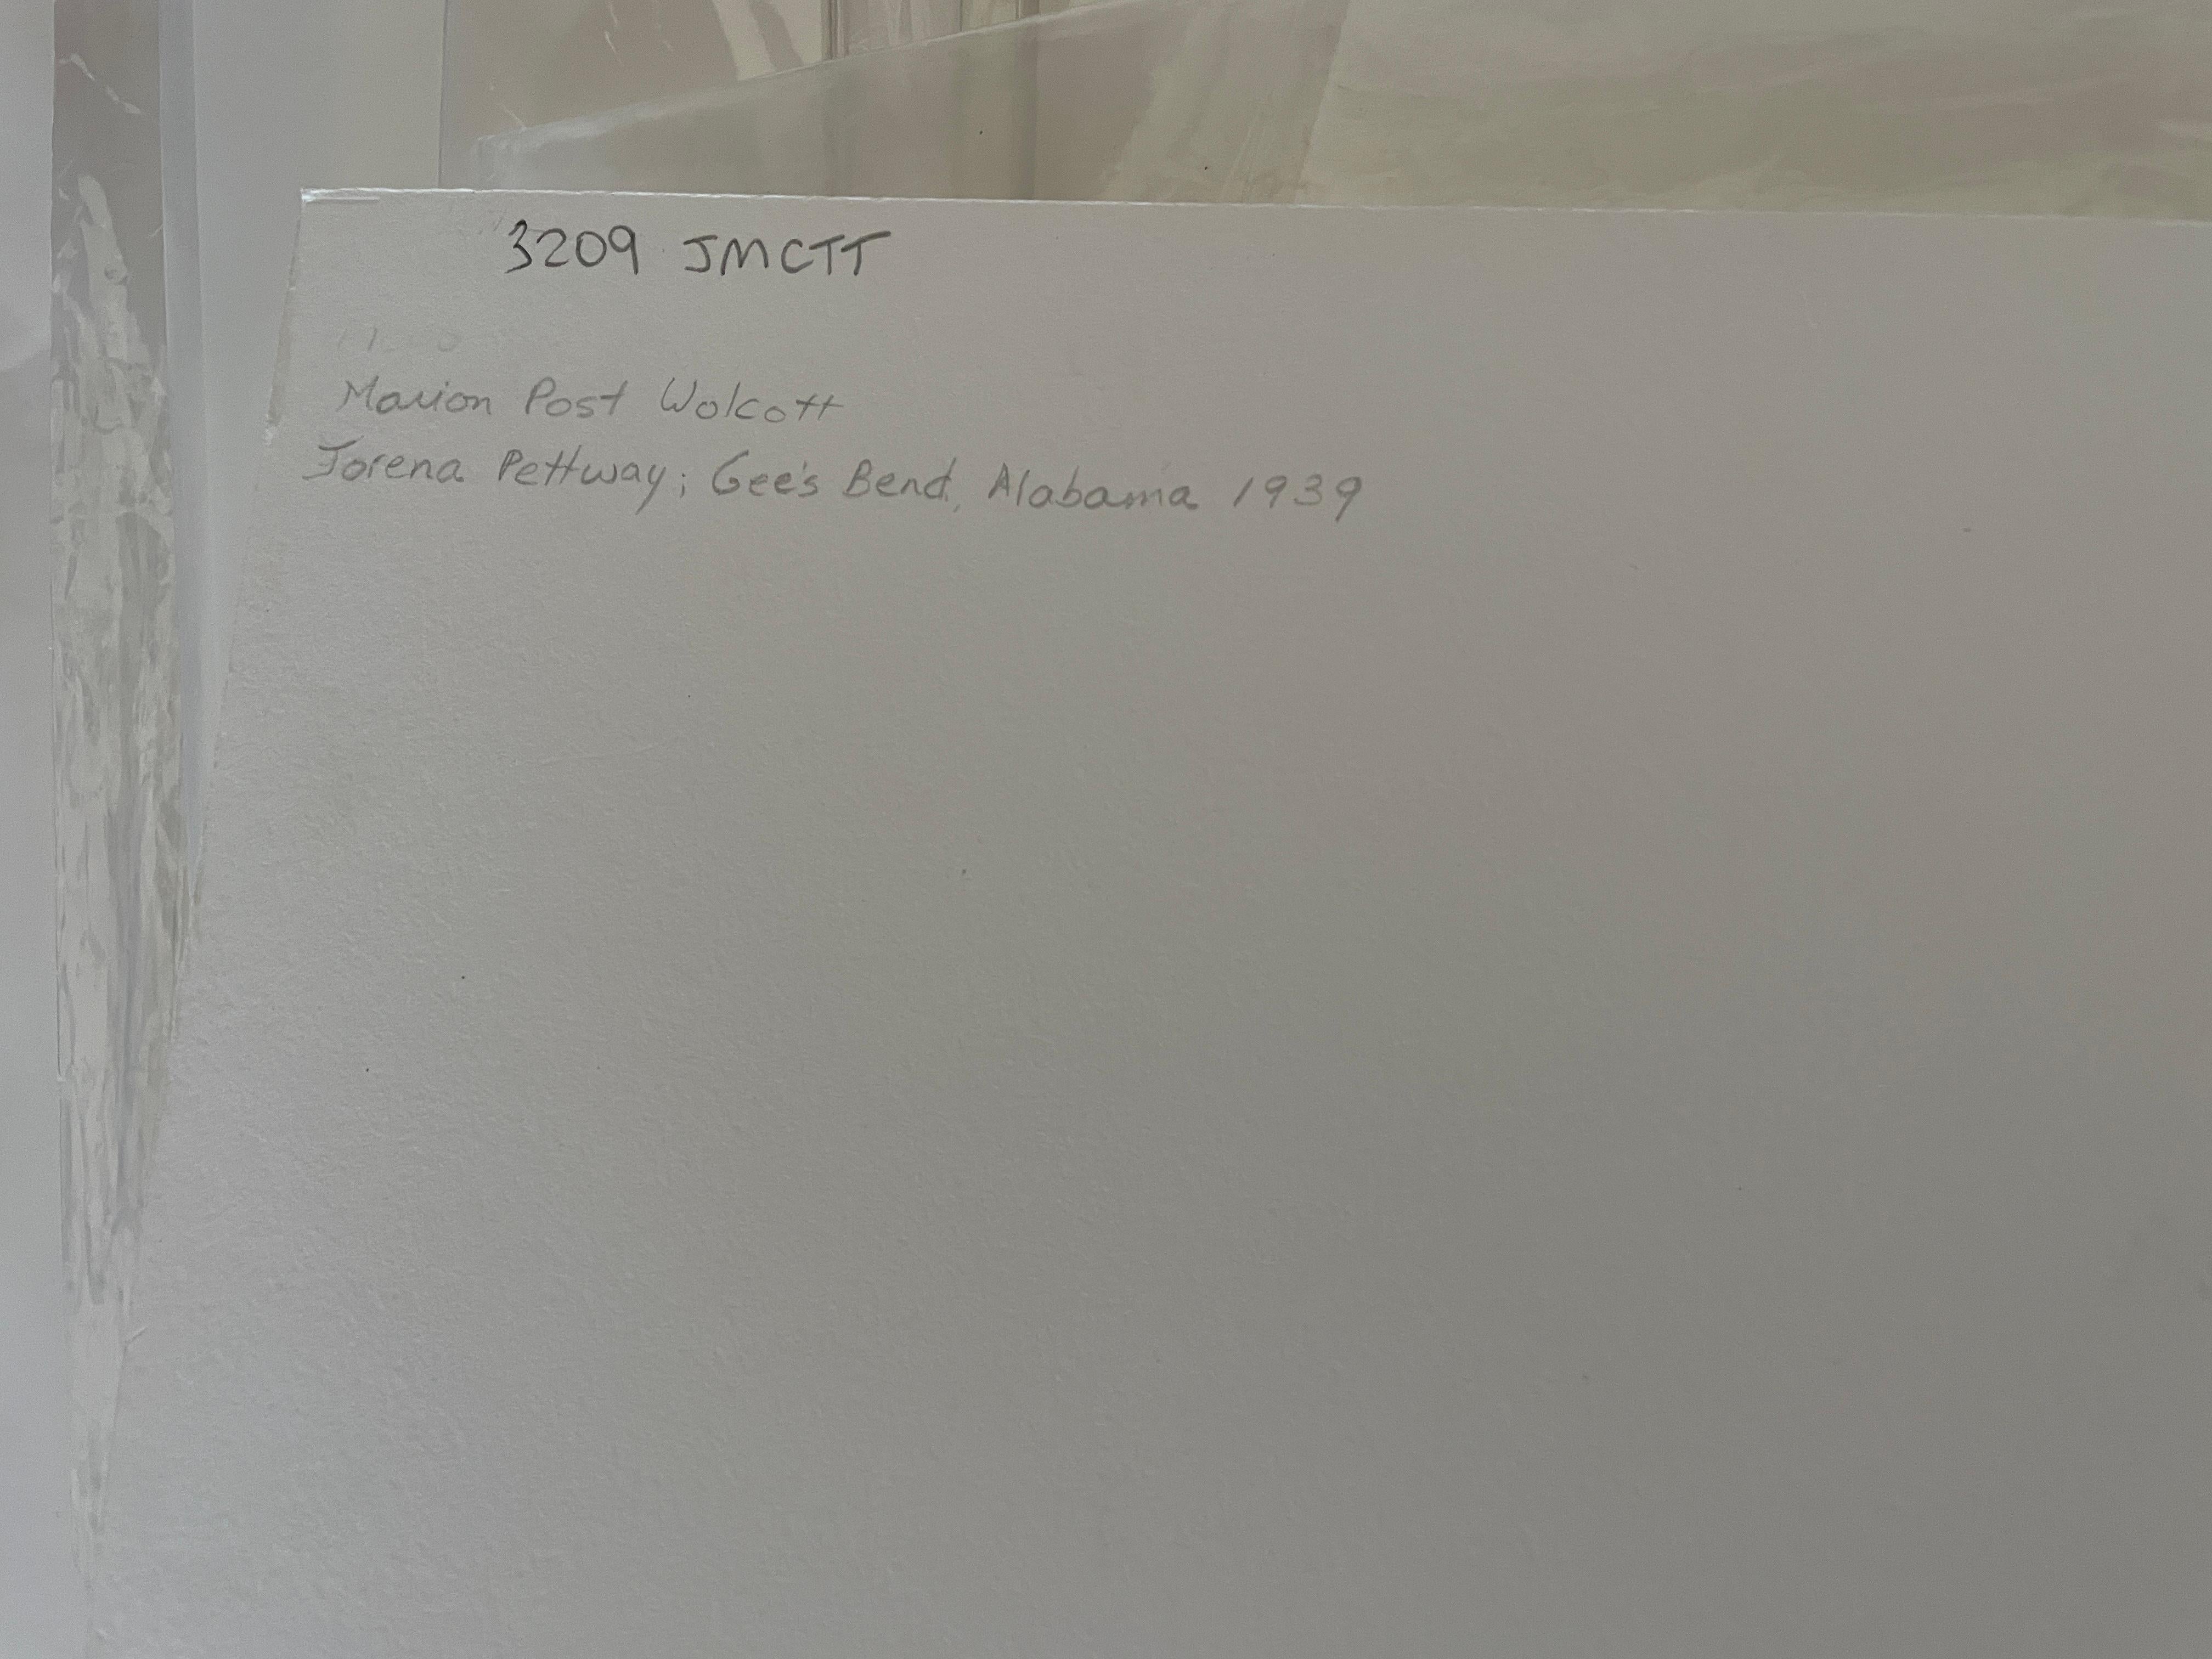 3209 JMCTT
Marion Post Wolcott
Jorena Pettway; Gee's Bend, Alabama 1939